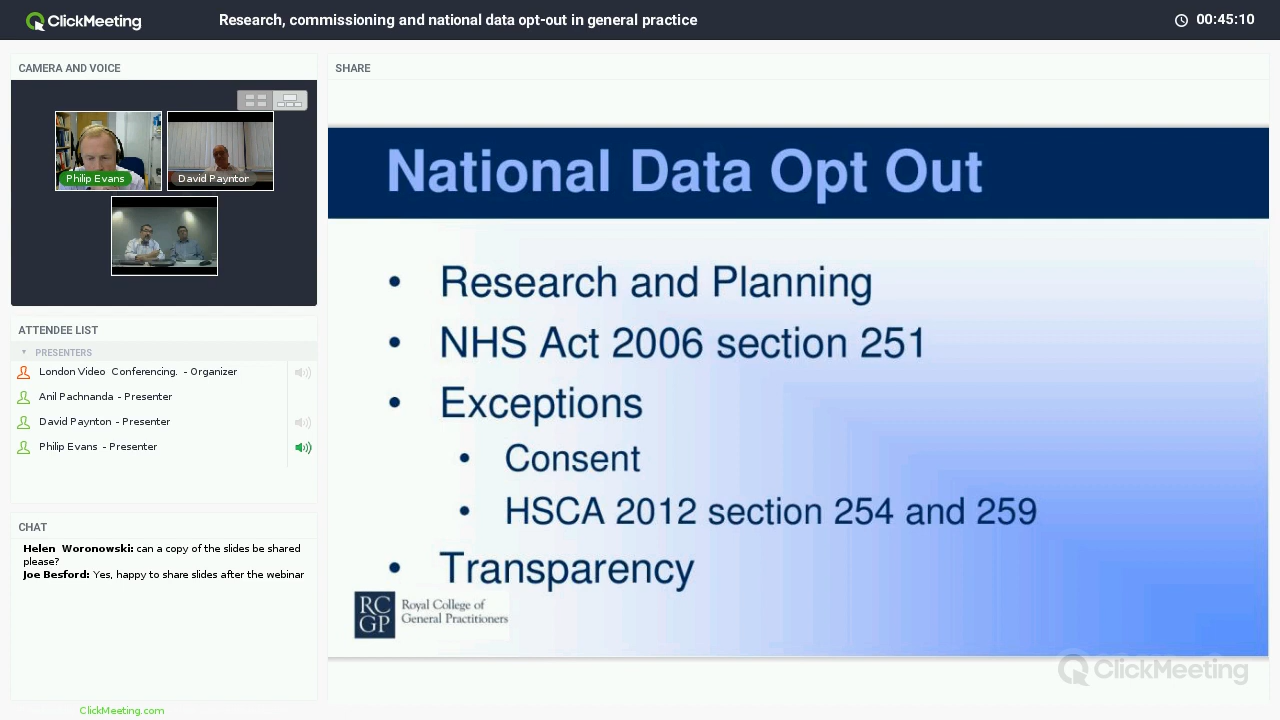 ClickMeeting
Research, commissioning and national data opt-out in general practice
00:45:10
CAMERA AND VOICE
Philip Evans
David Paynton
ATTENDEE LIST
PRESENTERS
London Video Conferencing. - Organizer
Anil Pachnanda - Presenter
David Paynton - Presenter
Philip Evans - Presenter
CHAT
Helen Woronowski: can a copy of the slides be shared
please?
Joe Besford: Yes, happy to share slides after the webinar
ClickMeeting.com
SHARE
National Data Opt Out
• Research and Planning
• NHS Act 2006 section 251
• Exceptions
• Consent
• HSCA 2012 section 254 and 259
• Transparency
RC
GP
Royal College of
General Practitioners
ClickMeeting